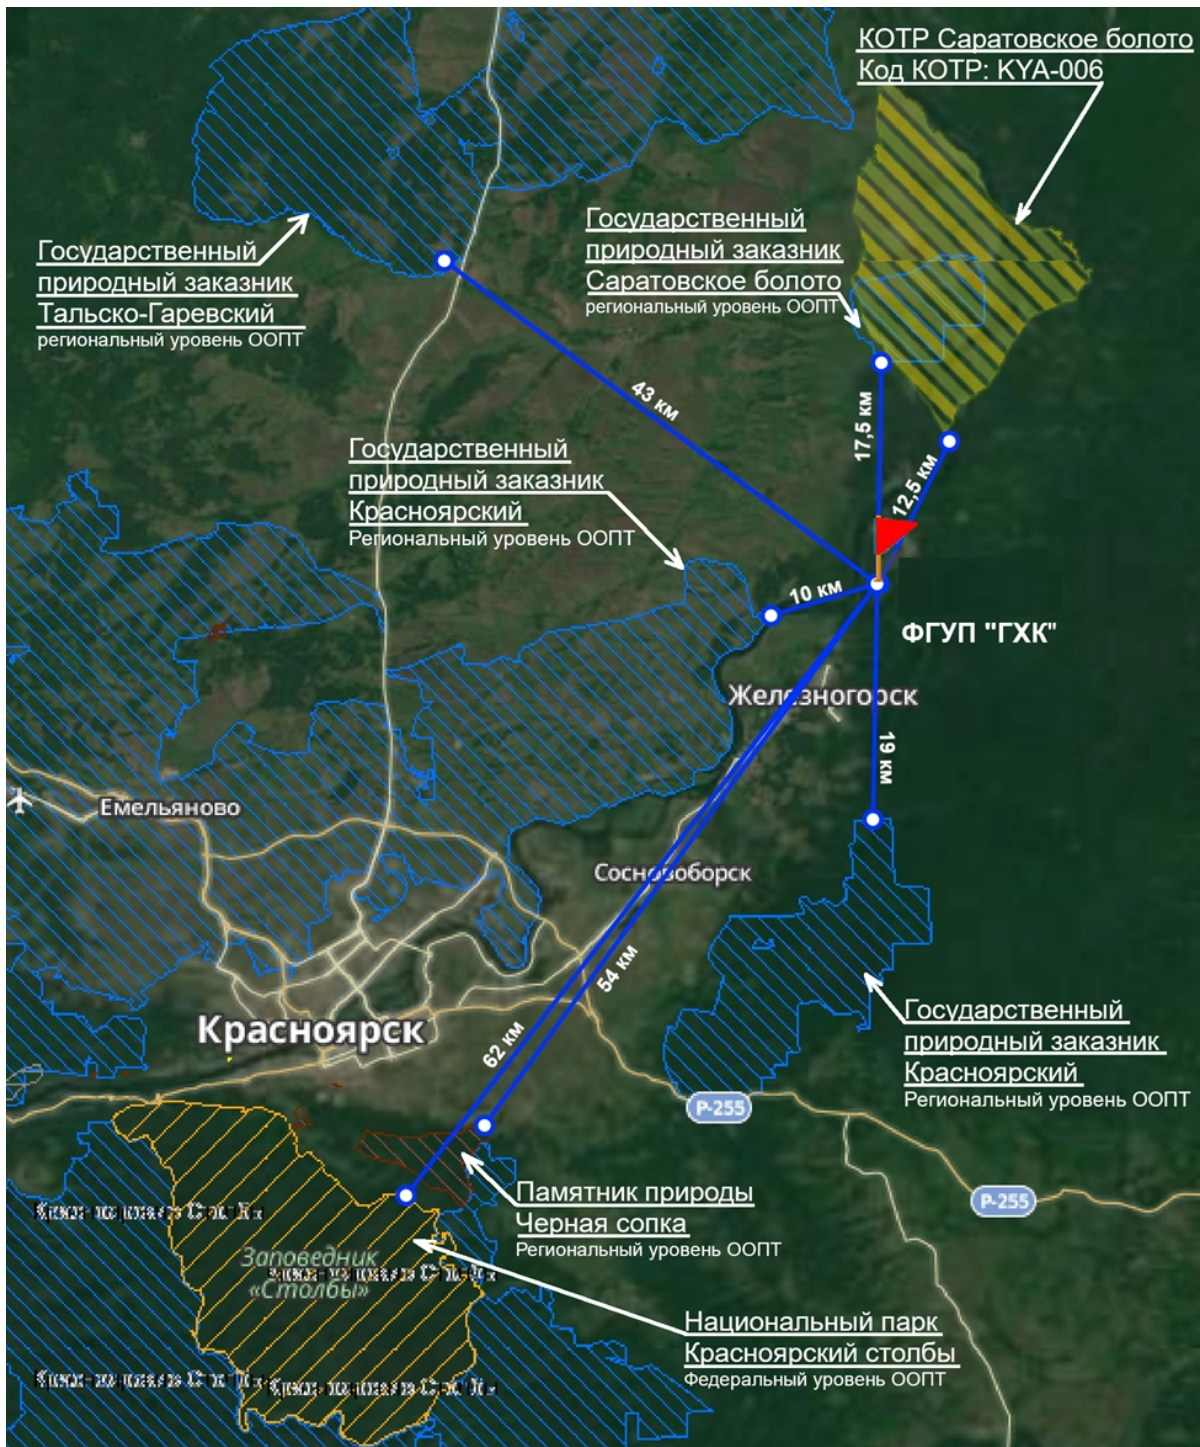 КОТР Саратовское болото
Код КОТР: KYA-006
Государственный
природный заказник
Саратовское болото
региональный уровень ООПТ
Государственный
природный заказник
Тальско-Гаревский
региональный уровень ООПТ
43 км
17,5 км
12,5 км
Государственный
природный заказник
Красноярский
Региональный уровень ООПТ
10 км
ФГУП "ГХК"
Железногорск
19 км
Емельяново
Сосновоборск
54 км
62 км
Красноярск
Государственный
природный заказник
Красноярский
Региональный уровень ООПТ
Р-255
Р-255
Памятник природы
Черная сопка
Региональный уровень ООПТ
Заповедник
«Столбы»
Национальный парк
Красноярский столбы
Федеральный уровень ООПТ